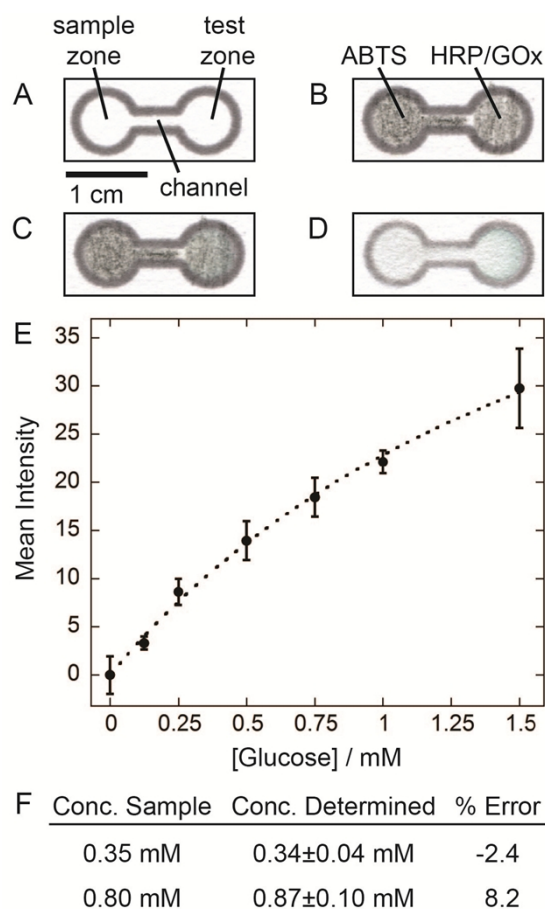 sample zone
test zone
A
channel
1 cm
ABTS
HRP/GOx
B
C
D
E
35
30
25
20
15
10
5
0
Mean Intensity
0 0.25 0.5 0.75 1 1.25 1.5
[Glucose] / mM
F Conc. Sample Conc. Determined % Error
0.35 mM 0.34±0.04 mM -2.4
0.80 mM 0.87±0.10 mM 8.2